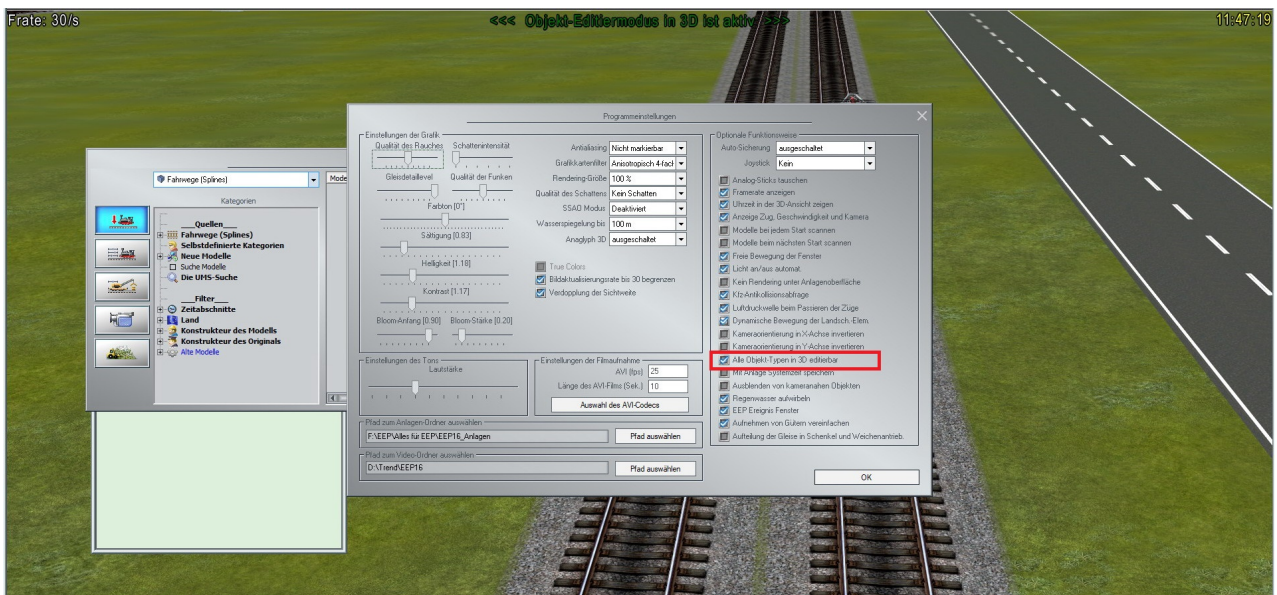 Frate: 30/s
<<< Objekt-Editiermodus in 3D ist aktiv >>>
11:47:19
Programmeinstellungen
Einstellungen der Grafik
Qualität des Rauches
Schattenintensität
Gleisdetaillevel
Qualität der Funken
Farbton [0°]
Sättigung [0.83]
Helligkeit [1.18]
Kontrast [1.17]
Bloom-Anfang [0.90]
Bloom-Stärke [0.20]
Antialiasing Nicht markierbar
Grafikkartenfilter Anisotropisch 4-fach
Rendering-Größe 100 %
Qualität des Schattens Kein Schatten
SSAO Modus Deaktiviert
Wasserspiegelung bis 100 m
Anaglyph 3D ausgeschaltet
True Colors
Bildaktualisierungsrate bis 30 begrenzen
Verdopplung der Sichtweite
Einstellungen des Tons
Lautstärke
Einstellungen der Filmaufnahme
AVI (fps) 25
Länge des AVI-Films (Sek.) 10
Auswahl des AVI-Codecs
Pfad zum Anlagen-Ordner auswählen
F:\EEP\Alles für EEP\EEP16_Anlagen
Pfad auswählen
Pfad zum Video-Ordner auswählen
D:\Trend\EEP16
Pfad auswählen
Optionale Funktionsweise
Auto-Sicherung ausgeschaltet
Joystick Kein
Analog-Sticks tauschen
Framerate anzeigen
Uhrzeit in der 3D-Ansicht zeigen
Anzeige Zug, Geschwindigkeit und Kamera
Modelle bei jedem Start scannen
Modelle beim nächsten Start scannen
Freie Bewegung der Fenster
Licht an/aus automat.
Kein Rendering unter Anlagenoberfläche
Kfz-Antikollisionsabfrage
Luftdruckwelle beim Passieren der Züge
Dynamische Bewegung der Landsch.-Elem.
Kameraorientierung in X-Achse invertieren
Kameraorientierung in Y-Achse invertieren
Alle Objekt-Typen in 3D editierbar
Mit Anlage Systemzeit speichern
Ausblenden von kameranahen Objekten
Regenwasser aufwirbeln
EEP Ereignis Fenster
Aufnehmen von Gütern vereinfachen
Aufteilung der Gleise in Schenkel und Weichenantrieb.
OK
Fahrwege (Splines)
Mode
Kategorien
___Quellen___
Fahrwege (Splines)
Selbstdefinierte Kategorien
Neue Modelle
Suche Modelle
Die UMS-Suche
___Filter___
Zeitabschnitte
Land
Konstrukteur des Modells
Konstrukteur des Originals
Alte Modelle